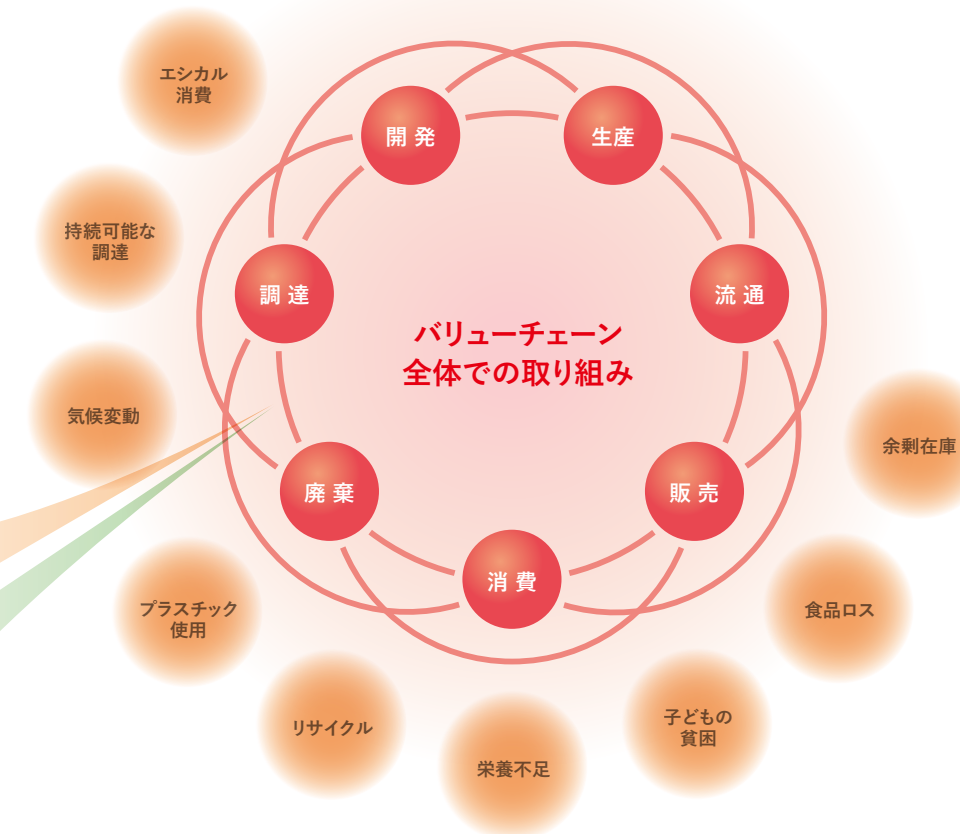 エシカル
消費
開発
生産
持続可能な
調達
調達
流通
バリューチェーン
全体での取り組み
気候変動
余剰在庫
廃棄
販売
消費
プラスチック
使用
食品ロス
リサイクル
子どもの
貧困
栄養不足